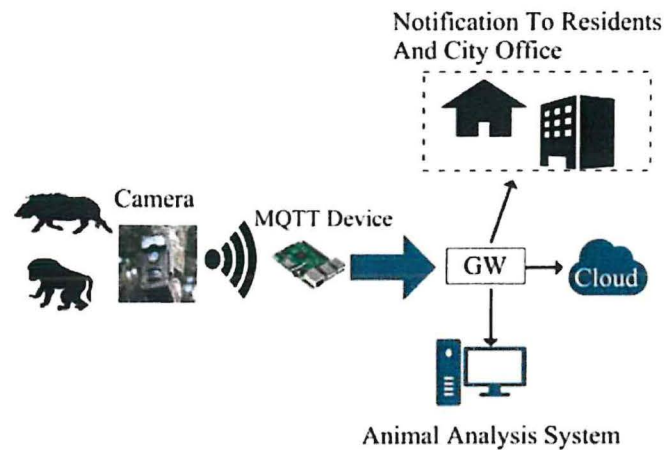 Notification To Residents
And City Office
Camera
MQTT Device
GW
Cloud
Animal Analysis System